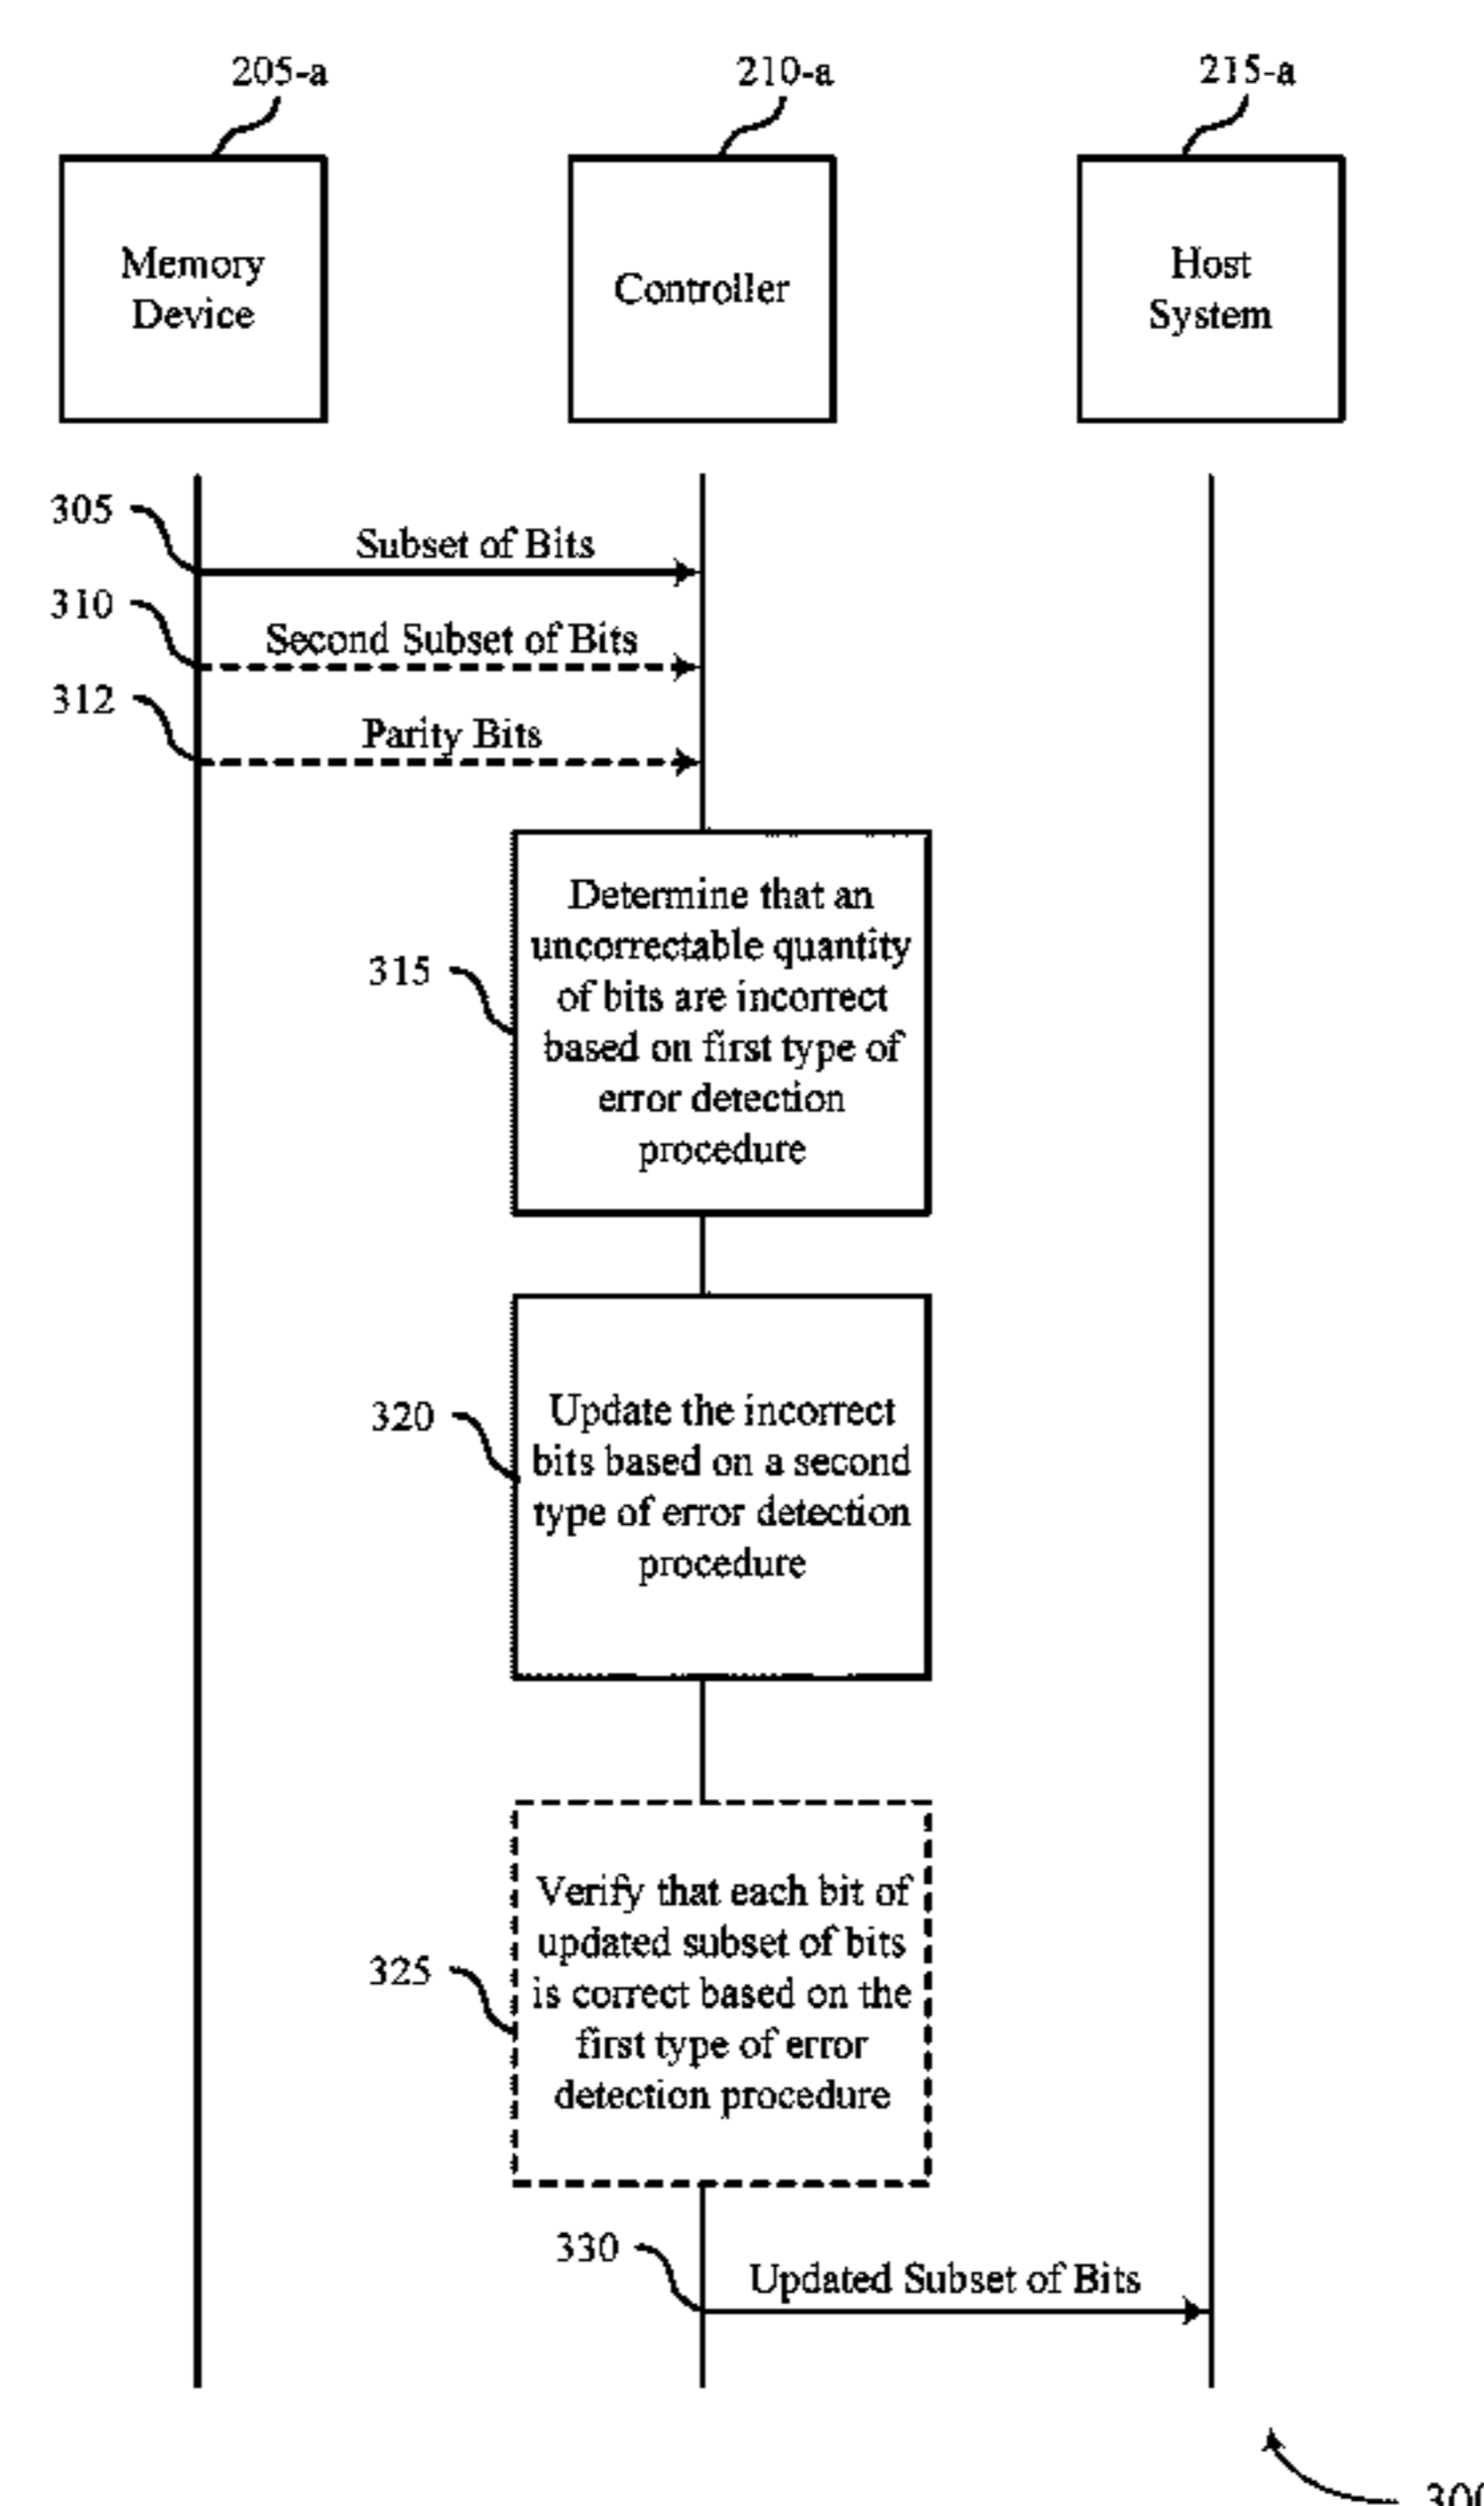 205-a
210-a
215-a
Memory
Device
Controller
Host
System
305
Subset of Bits
310
Second Subset of Bits
312
Parity Bits
315
Determine that an
uncorrectable quantity
of bits are incorrect
based on first type of
error detection
procedure
320
Update the incorrect
bits based on a second
type of error detection
procedure
325
Verify that each bit of
updated subset of bits
is correct based on the
first type of error
detection procedure
330
Updated Subset of Bits
300